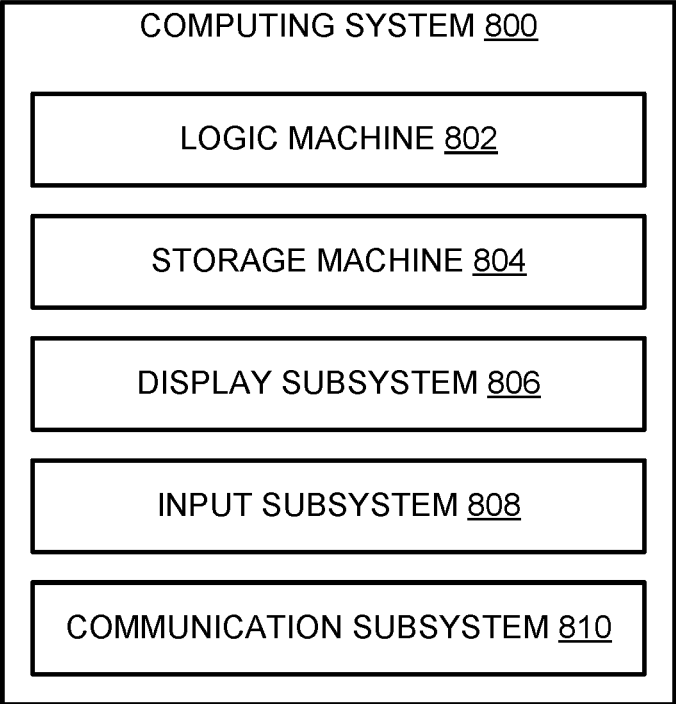 COMPUTING SYSTEM 800
LOGIC MACHINE 802
STORAGE MACHINE 804
DISPLAY SUBSYSTEM 806
INPUT SUBSYSTEM 808
COMMUNICATION SUBSYSTEM 810